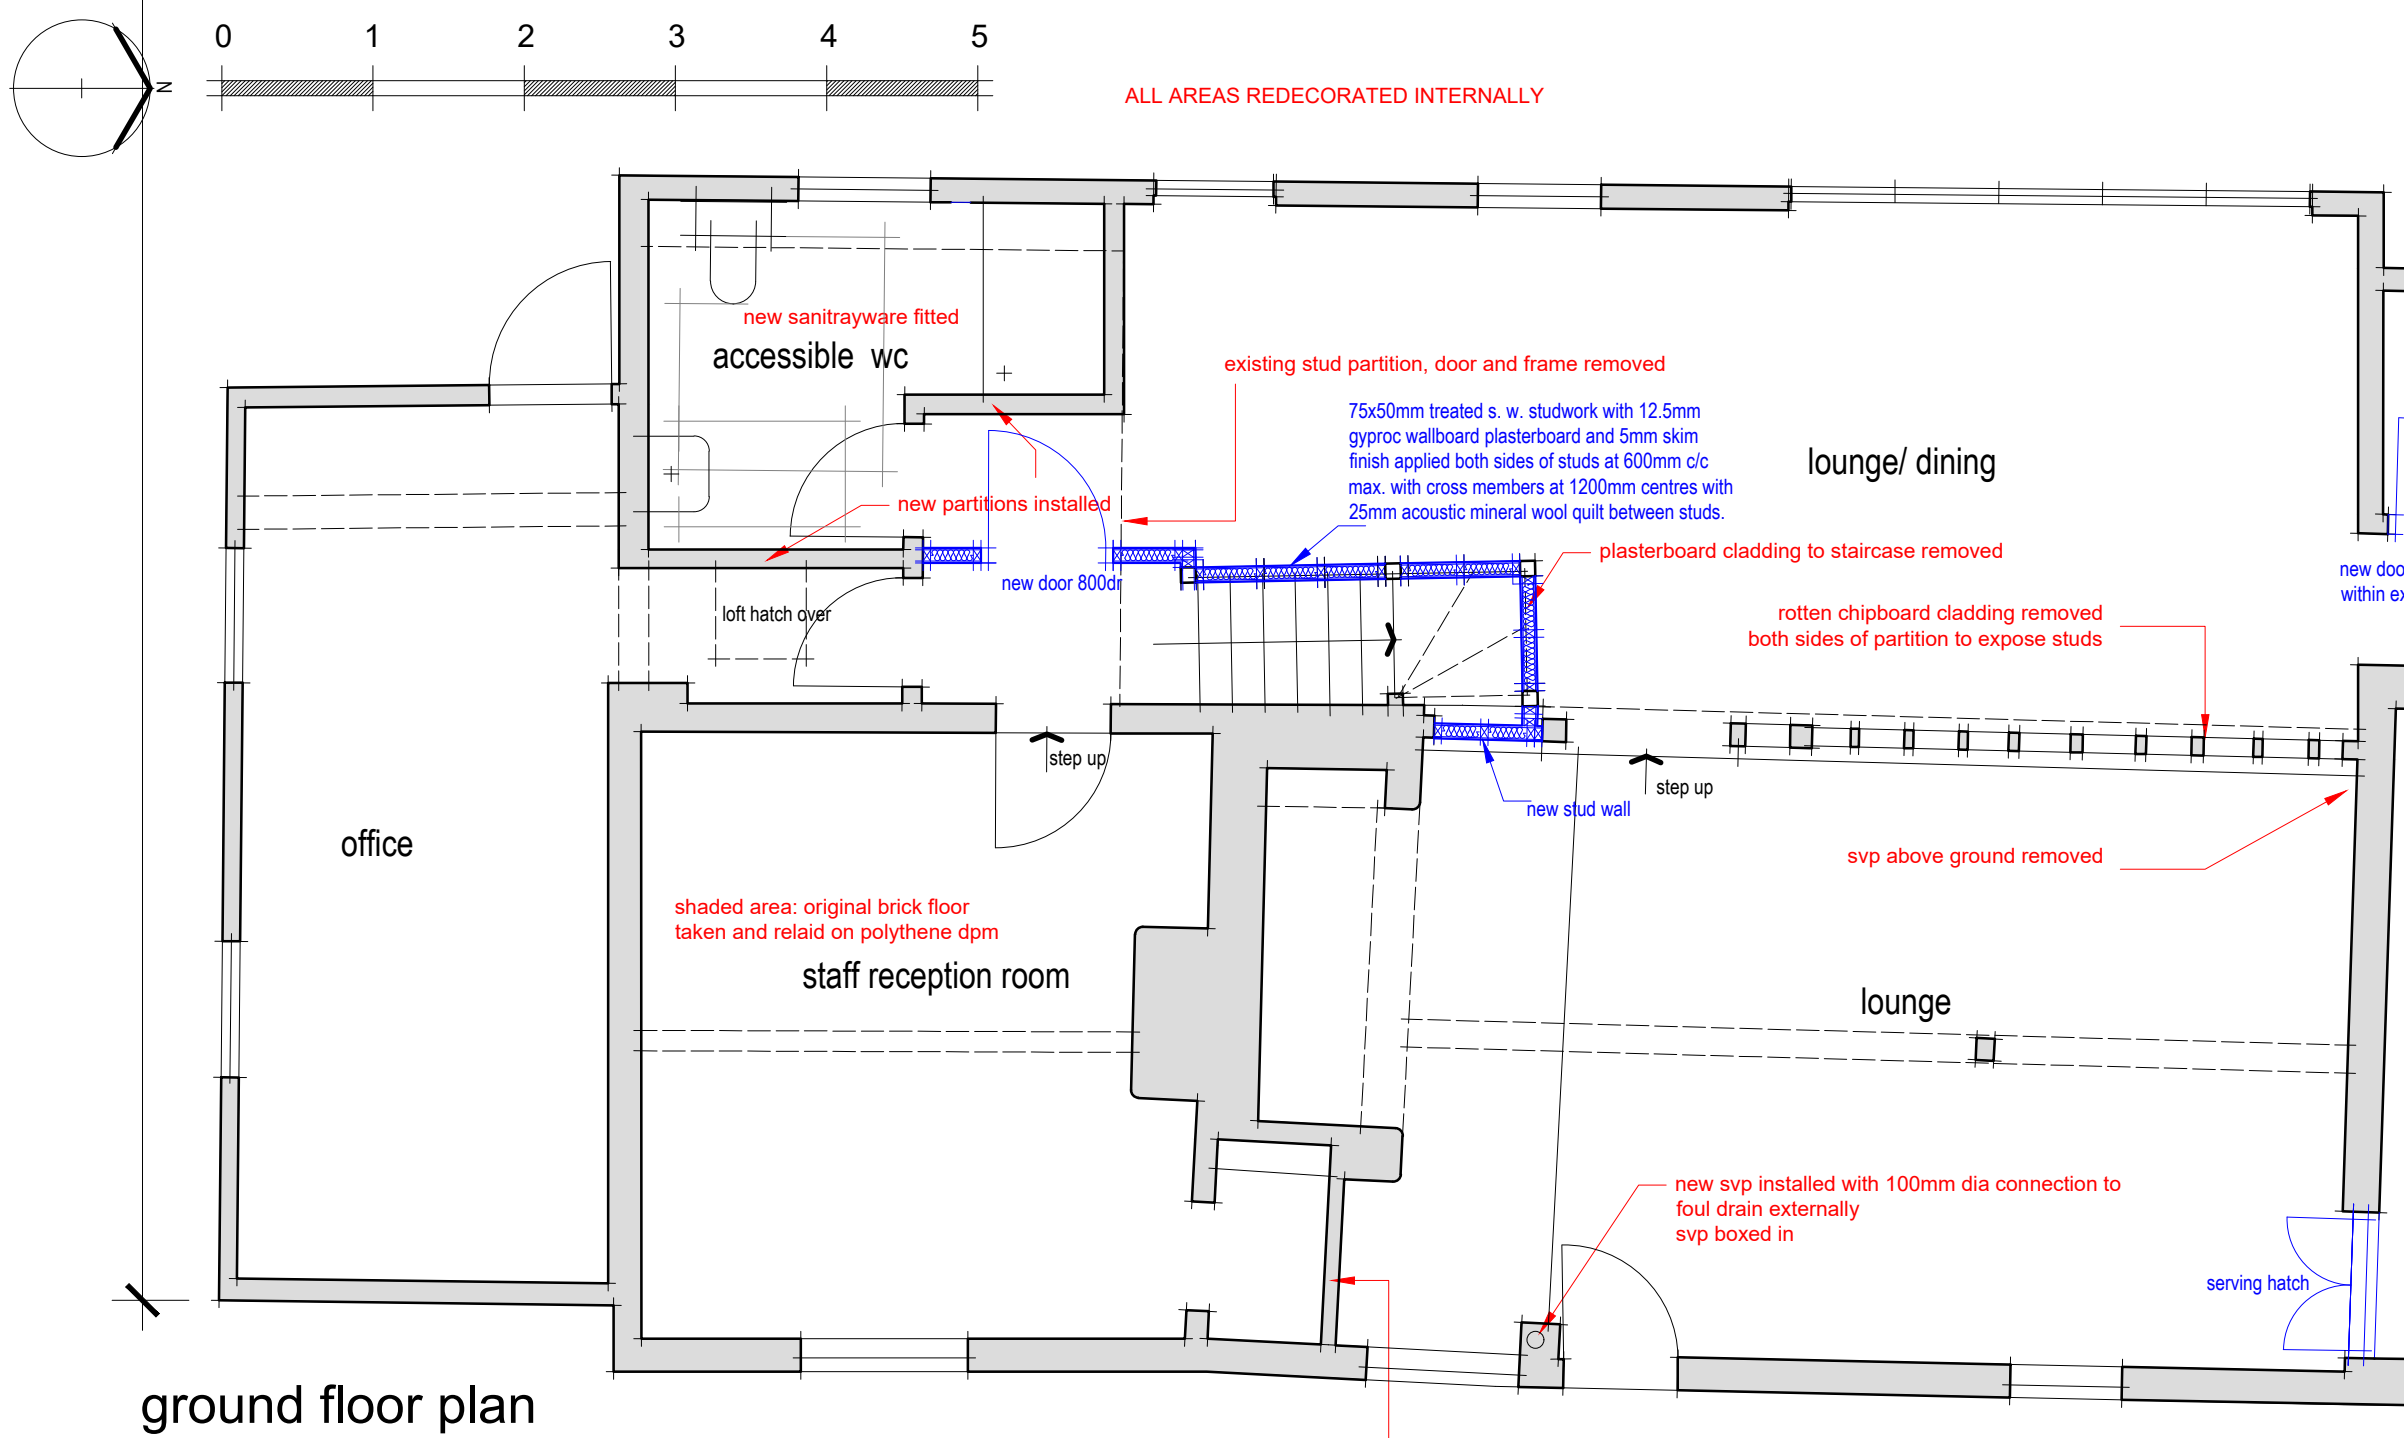 0 1 2 3 4 5
N
ALL AREAS REDECORATED INTERNALLY
new sanitrayware fitted
accessible wc
existing stud partition, door and frame removed
75x50mm treated s. w. studwork with 12.5mm
gyproc wallboard plasterboard and 5mm skim
finish applied both sides of studs at 600mm c/c
max. with cross members at 1200mm centres with
25mm acoustic mineral wool quilt between studs.
lounge/ dining
new partitions installed
plasterboard cladding to staircase removed
new door 800dr
new doo
within ex
loft hatch over
rotten chipboard cladding removed
both sides of partition to expose studs
step up
step up
new stud wall
office
svp above ground removed
shaded area: original brick floor
taken and relaid on polythene dpm
staff reception room
lounge
new svp installed with 100mm dia connection to
foul drain externally
svp boxed in
serving hatch
ground floor plan